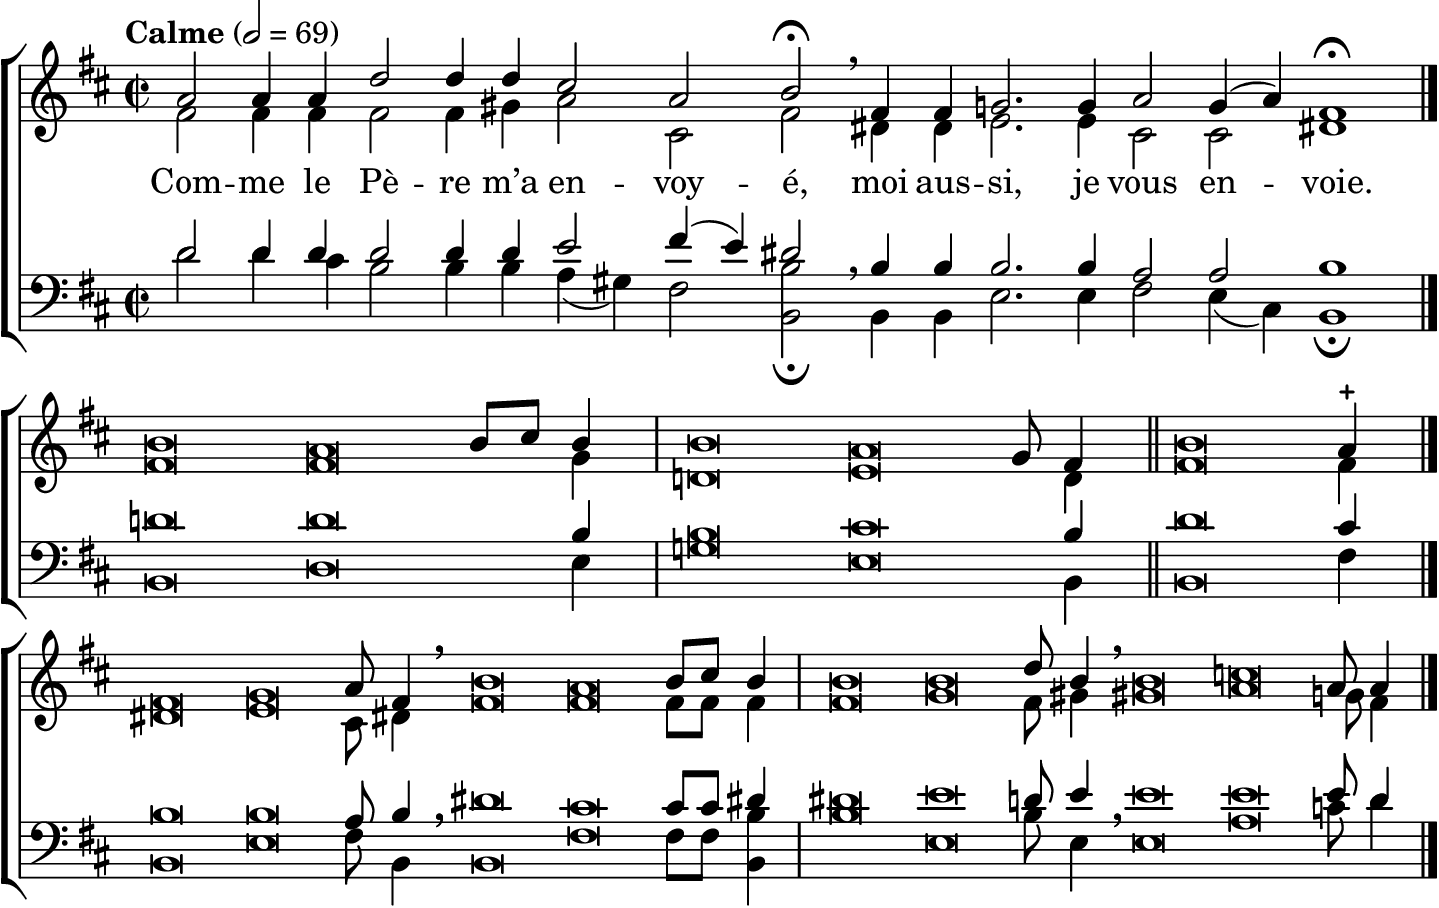 Calme (𝅗𝅥 = 69)
Com -- me le Pè -- re m’a en -- voy -- é, moi aus -- si, je vous en -- voie.